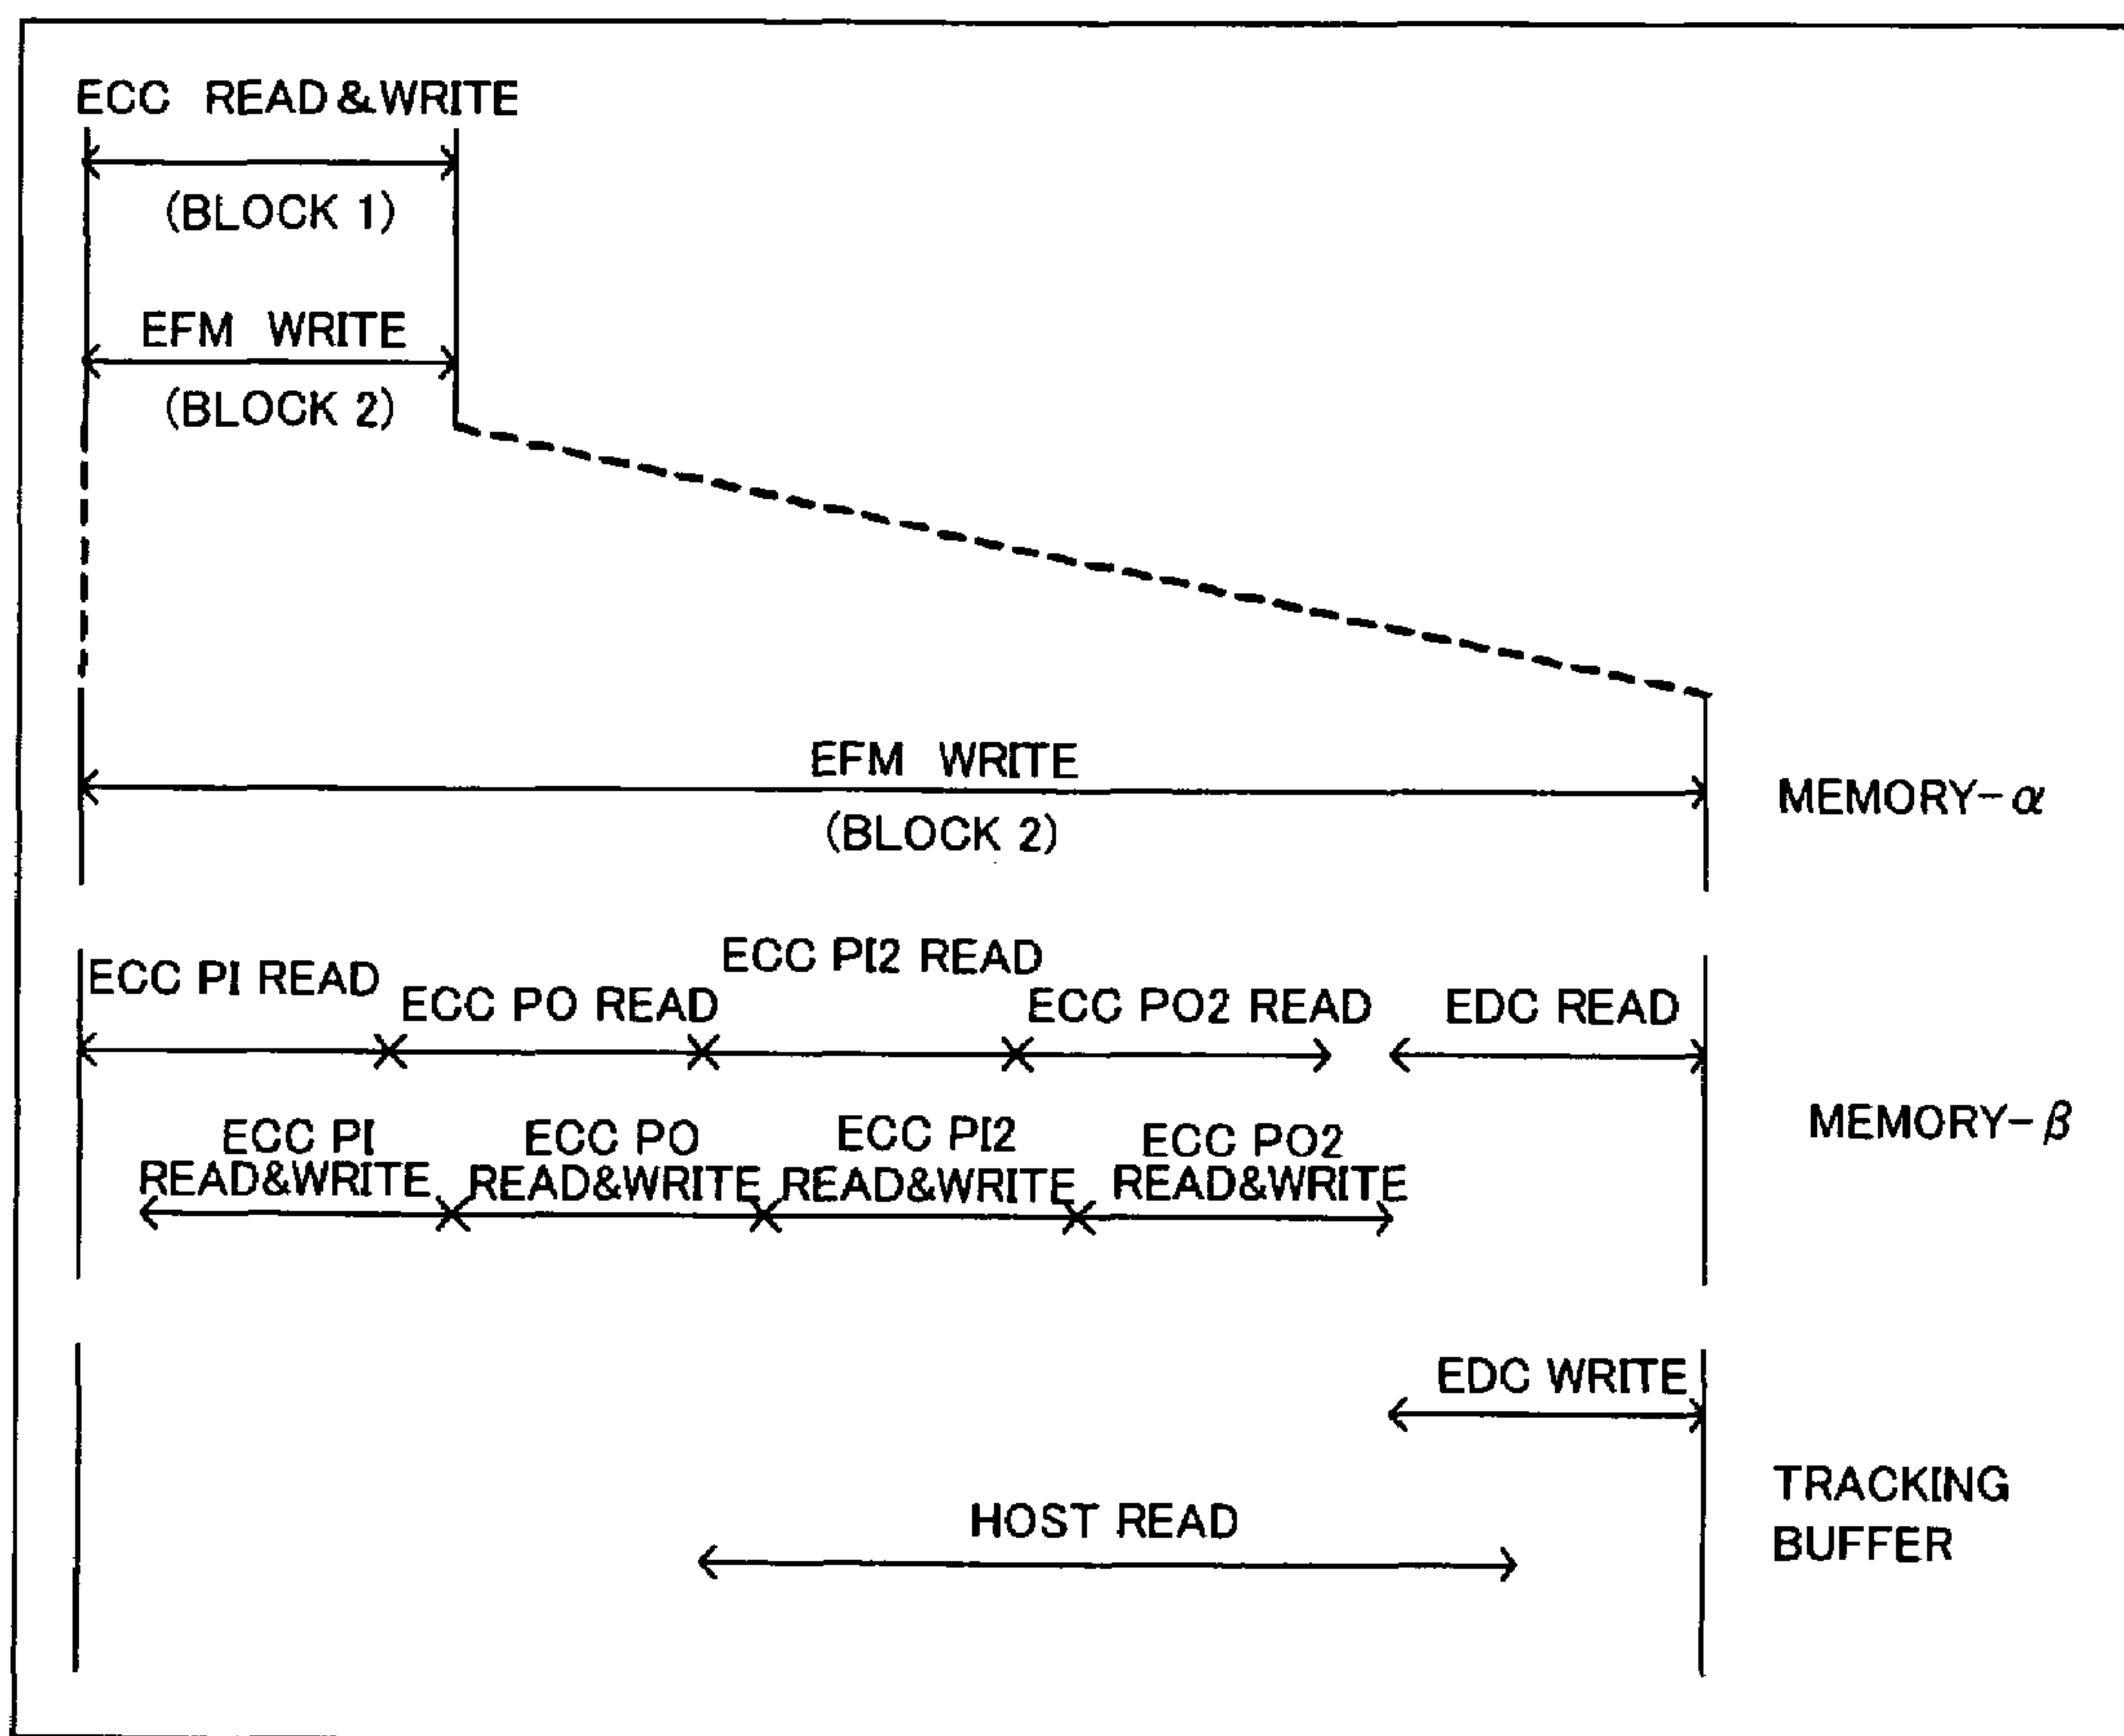 ECC READ&WRITE
(BLOCK 1)
EFM WRITE
(BLOCK 2)
EFM WRITE
(BLOCK 2)
MEMORY-α
ECC PI READ
ECC PO READ
ECC PI2 READ
ECC PO2 READ
EDC READ
MEMORY-β
ECC PI
READ&WRITE
ECC PO
READ&WRITE
ECC PI2
READ&WRITE
ECC PO2
READ&WRITE
EDC WRITE
HOST READ
TRACKING
BUFFER